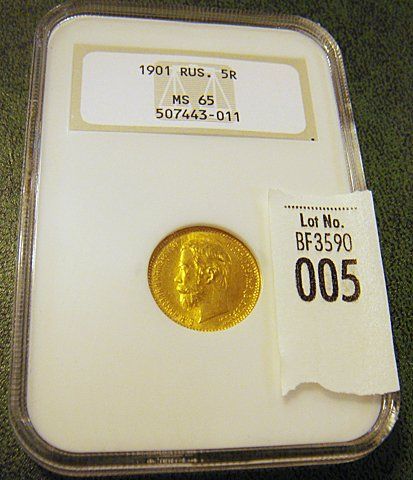 1901 RUS. 5R
MS 65
507443-011
Lot No.
BF3590
005